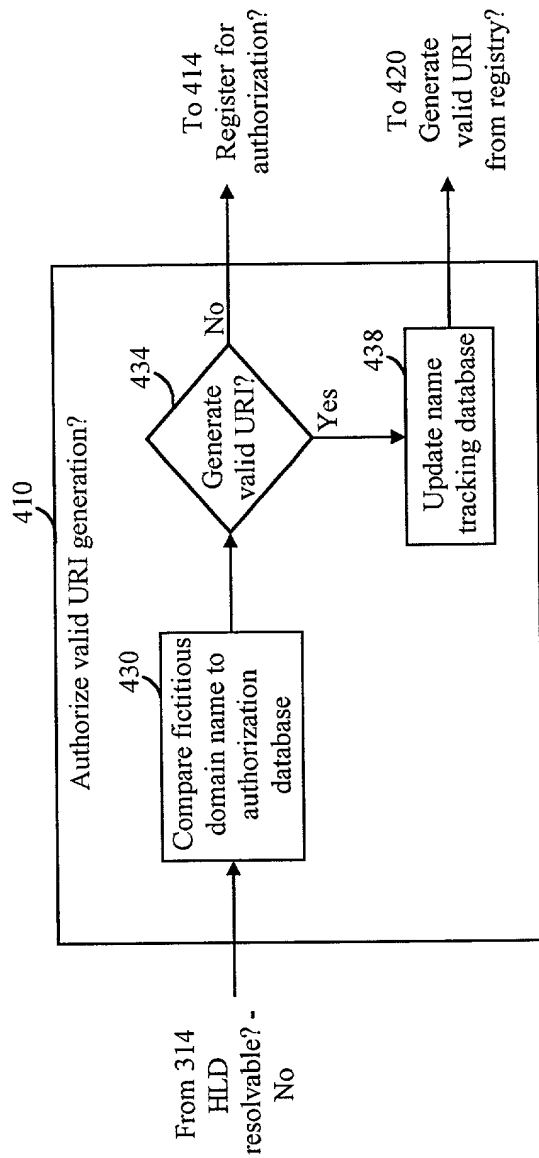 410
Authorize valid URI generation?
From 314
HLD
resolvable? -
No
430
Compare fictitious
domain name to
authorization
database
434
Generate
valid URI?
No
To 414
Register for
authorization?
Yes
438
Update name
tracking database
To 420
Generate
valid URI
from registry?